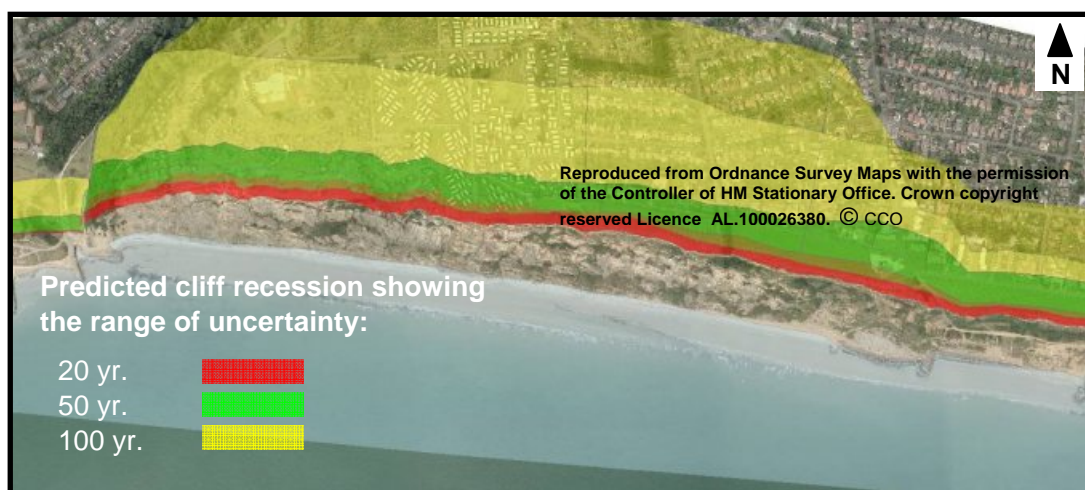 N
Reproduced from Ordnance Survey Maps with the permission
of the Controller of HM Stationary Office. Crown copyright
reserved Licence AL.100026380. © CCO
Predicted cliff recession showing
the range of uncertainty:
20 yr.
50 yr.
100 yr.